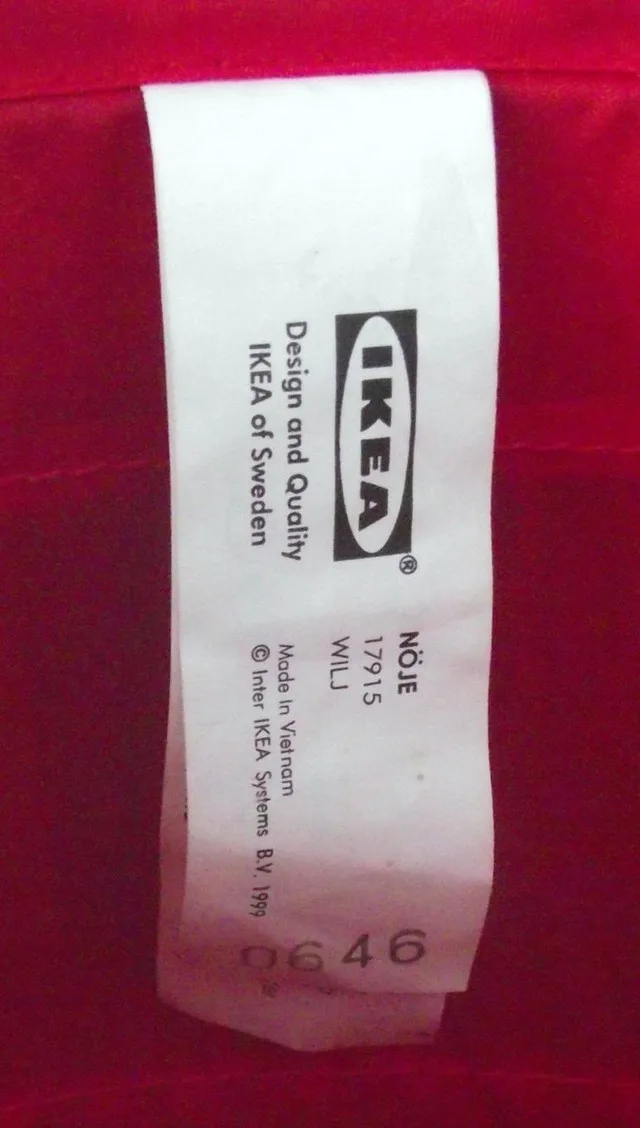 IKEA®
Design and Quality
IKEA of Sweden
NÖJE
17915
WILJ
Made in Vietnam
© Inter IKEA Systems B.V. 1999
0646